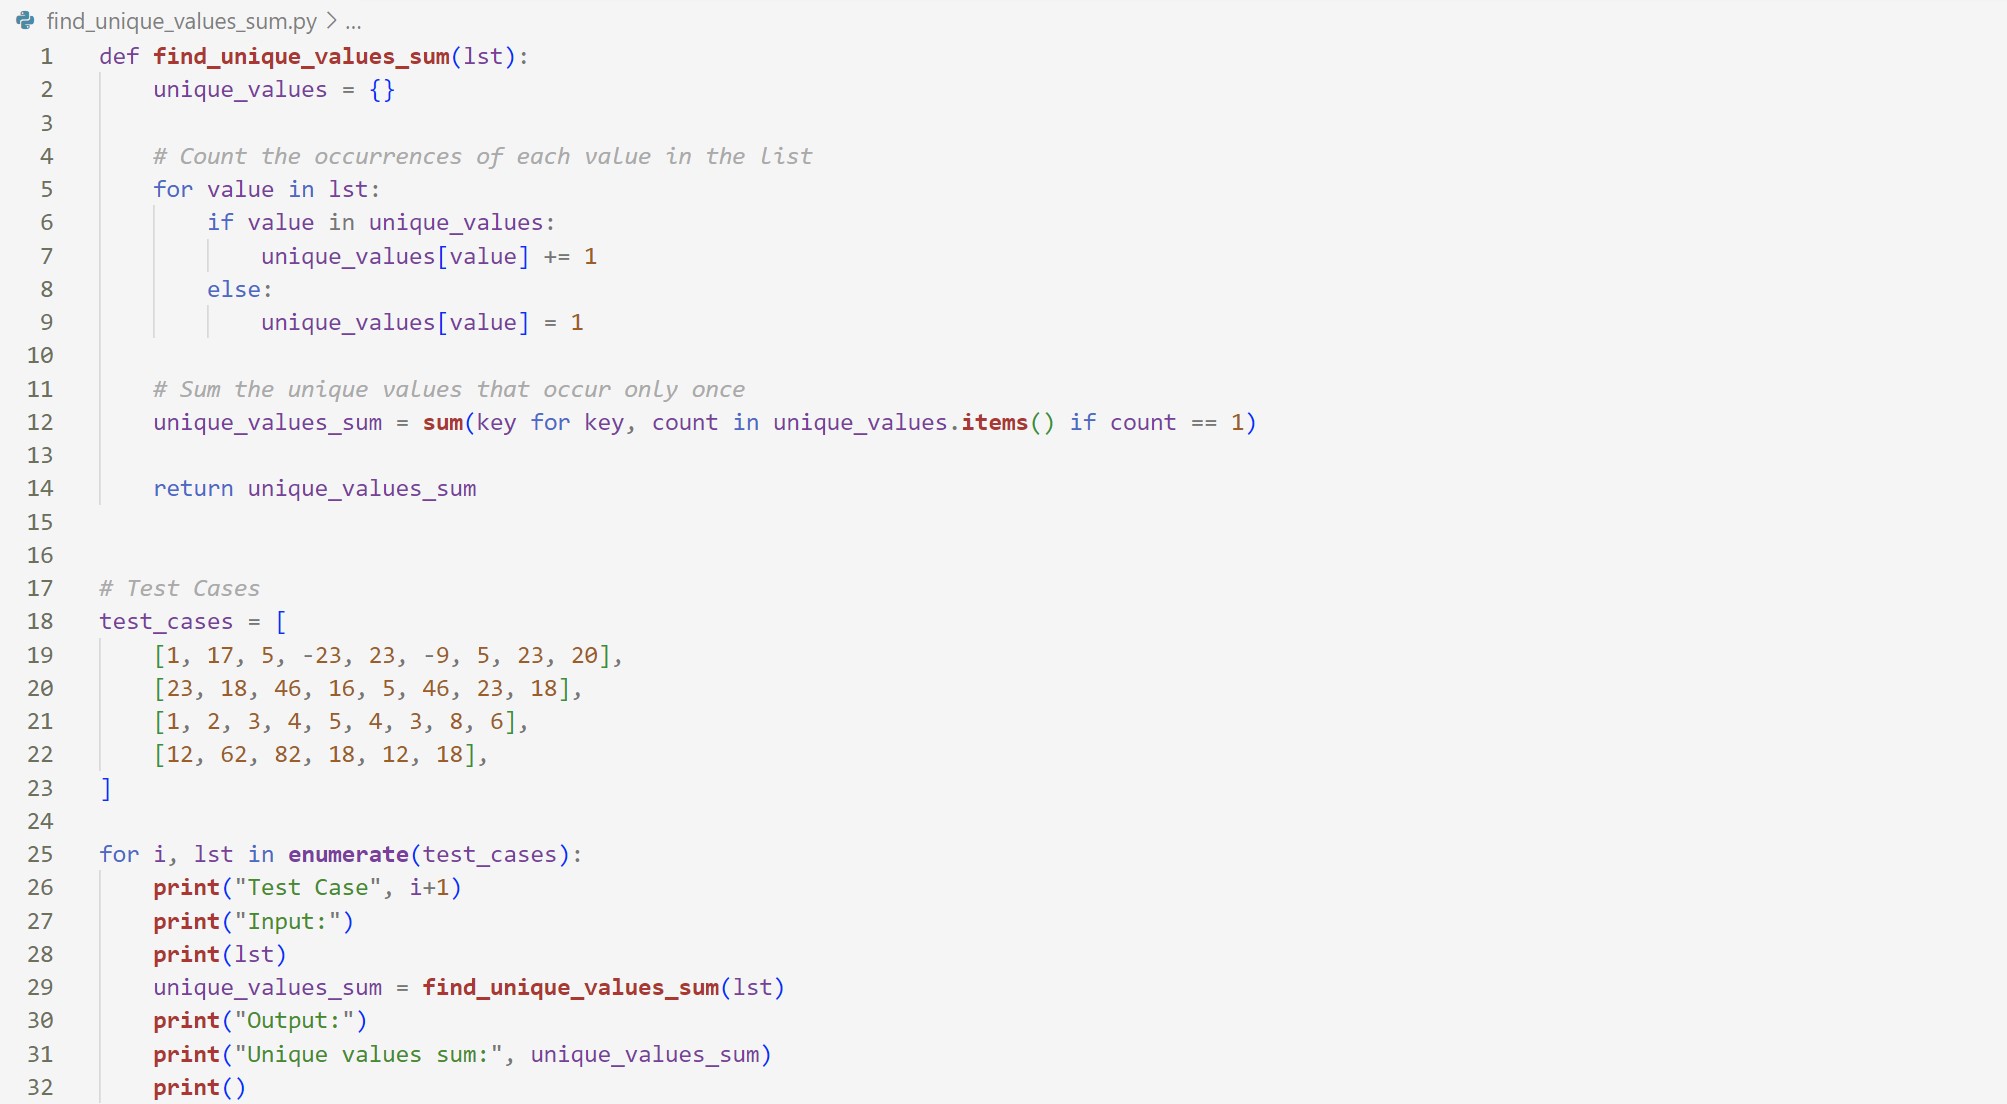 find_unique_values_sum.py > ...
1 def find_unique_values_sum(lst):
2     unique_values = {}
3
4     # Count the occurrences of each value in the list
5     for value in lst:
6         if value in unique_values:
7             unique_values[value] += 1
8         else:
9             unique_values[value] = 1
10
11     # Sum the unique values that occur only once
12     unique_values_sum = sum(key for key, count in unique_values.items() if count == 1)
13
14     return unique_values_sum
15
16
17 # Test Cases
18 test_cases = [
19     [1, 17, 5, -23, 23, -9, 5, 23, 20],
20     [23, 18, 46, 16, 5, 46, 23, 18],
21     [1, 2, 3, 4, 5, 4, 3, 8, 6],
22     [12, 62, 82, 18, 12, 18],
23 ]
24
25 for i, lst in enumerate(test_cases):
26     print("Test Case", i+1)
27     print("Input:")
28     print(lst)
29     unique_values_sum = find_unique_values_sum(lst)
30     print("Output:")
31     print("Unique values sum:", unique_values_sum)
32     print()